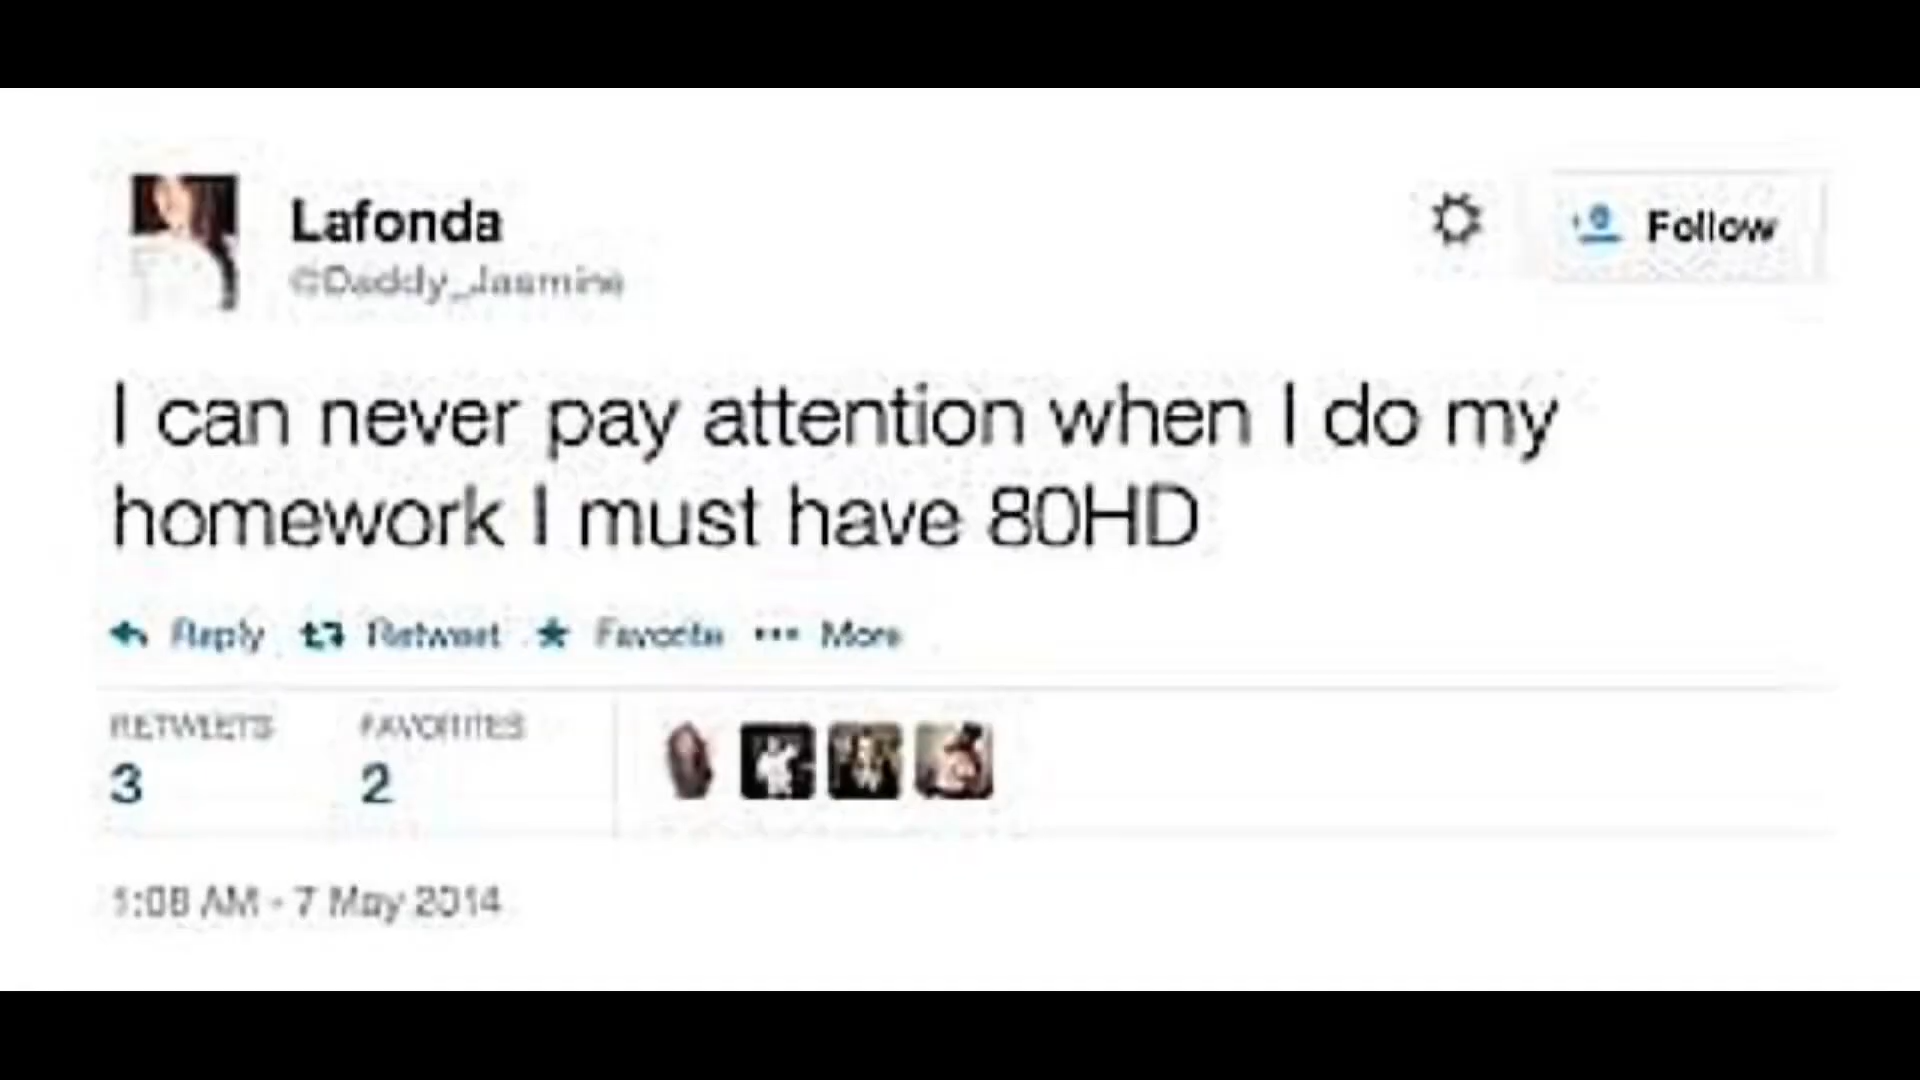 Lafonda
@Daddy_Jasmine
Follow
I can never pay attention when I do my
homework I must have 80HD
Reply Retweet Favorite More
RETWEETS FAVORITES
3 2
1:08 AM - 7 May 2014